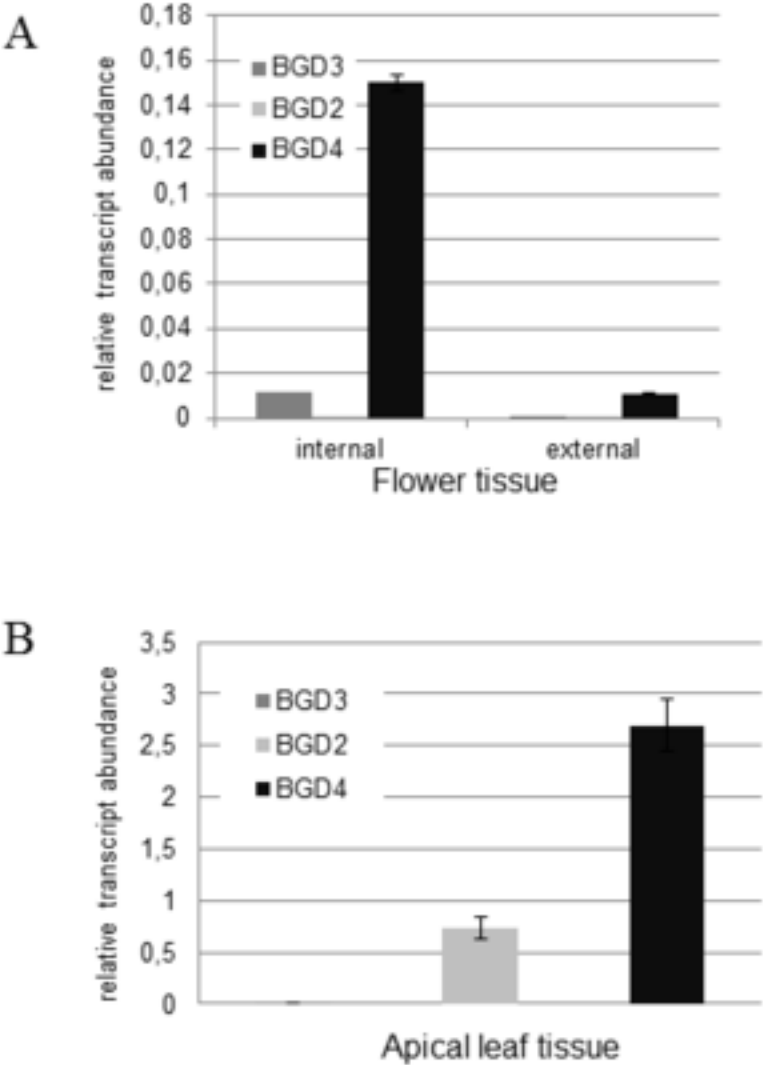 A
relative transcript abundance
0,18
0,16
0,14
0,12
0,1
0,08
0,06
0,04
0,02
0
BGD3
BGD2
BGD4
internal
external
Flower tissue
B
relative transcript abundance
3,5
3
2,5
2
1,5
1
0,5
0
BGD3
BGD2
BGD4
Apical leaf tissue